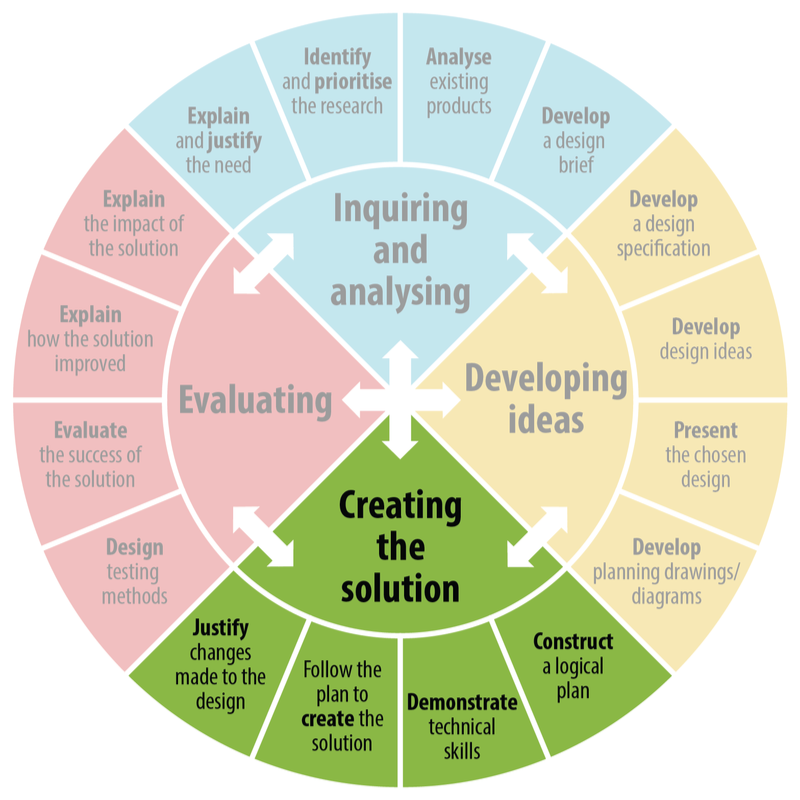 Identify
and prioritise
the research
Analyse
existing
products
Explain
and justify
the need
Develop
a design
brief
Explain
the impact of
the solution
Inquiring
and
analysing
Develop
a design
specification
Explain
how the solution
improved
Develop
design ideas
Evaluating
Developing
ideas
Evaluate
the success of
the solution
Present
the chosen
design
Creating
the
solution
Design
testing
methods
Develop
planning drawings/
diagrams
Justify
changes
made to the
design
Follow the
plan to
create the
solution
Demonstrate
technical
skills
Construct
a logical
plan